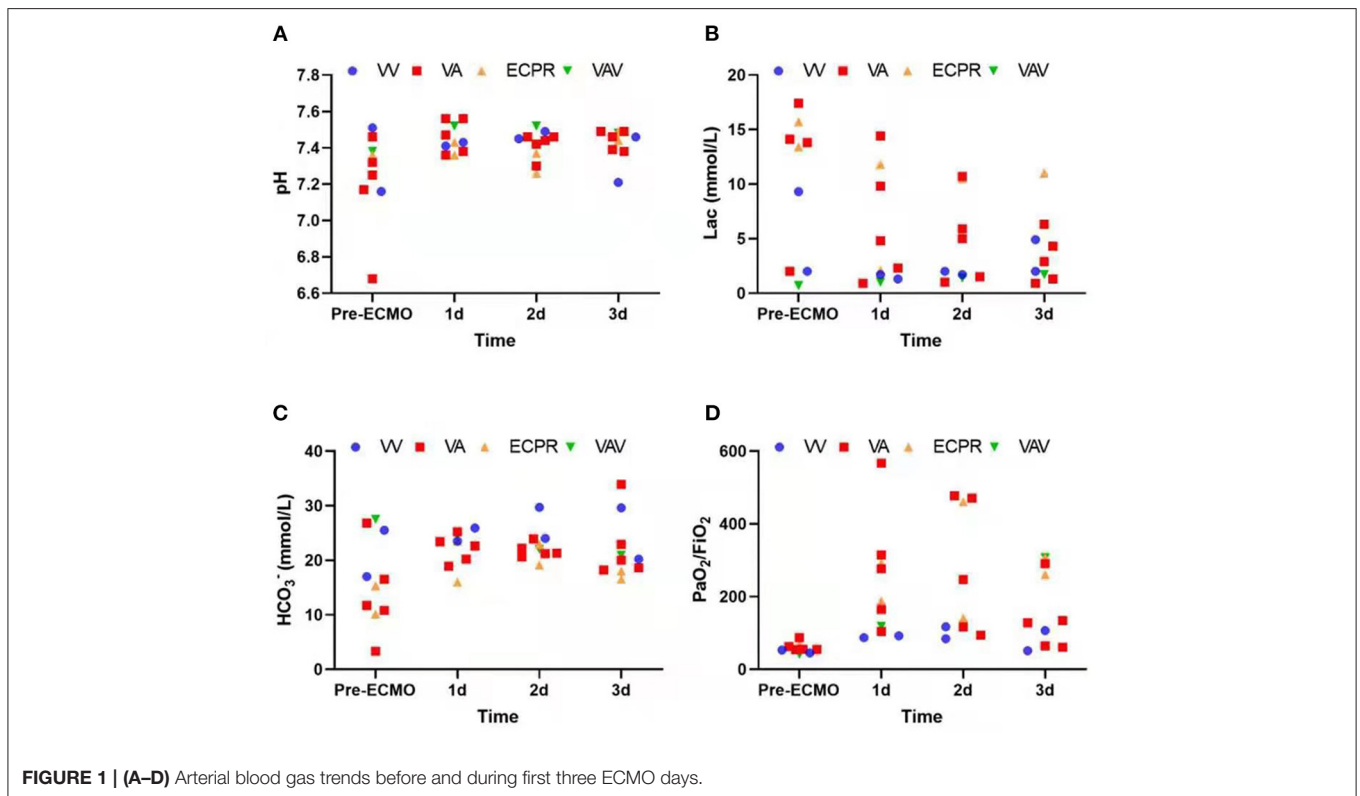 A
VV VA ECPR VAV
7.8
7.6
7.4
7.2
7.0
6.8
6.6
pH
Pre-ECMO 1d 2d 3d
Time
B
VV VA ECPR VAV
20
15
10
5
0
Lac (mmol/L)
Pre-ECMO 1d 2d 3d
Time
C
VV VA ECPR VAV
40
30
20
10
0
HCO₃⁻ (mmol/L)
Pre-ECMO 1d 2d 3d
Time
D
VV VA ECPR VAV
600
400
200
0
PaO₂/FiO₂
Pre-ECMO 1d 2d 3d
Time
FIGURE 1 | (A–D) Arterial blood gas trends before and during first three ECMO days.